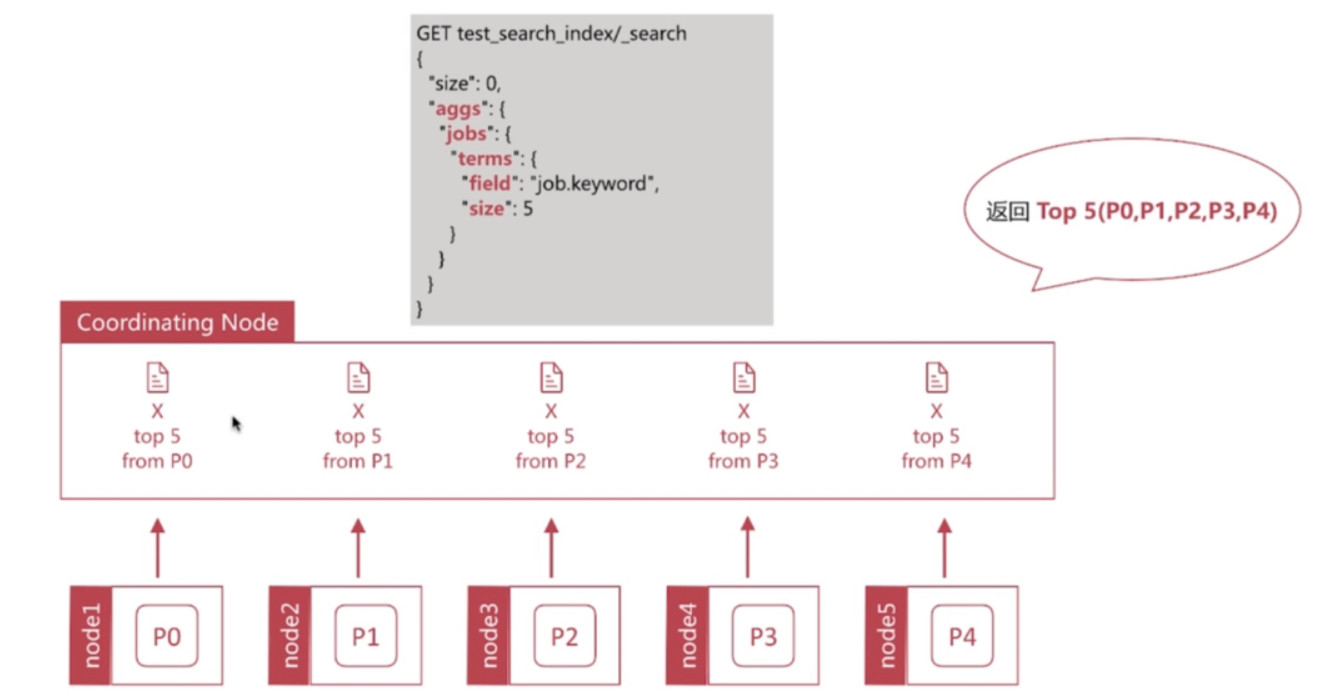 GET test_search_index/_search
{
"size": 0,
"aggs": {
"jobs": {
"terms": {
"field": "job.keyword",
"size": 5
}
}
}
}
返回 Top 5(P0,P1,P2,P3,P4)
Coordinating Node
X
top 5
from P0
X
top 5
from P1
X
top 5
from P2
X
top 5
from P3
X
top 5
from P4
node1
P0
node2
P1
node3
P2
node4
P3
node5
P4